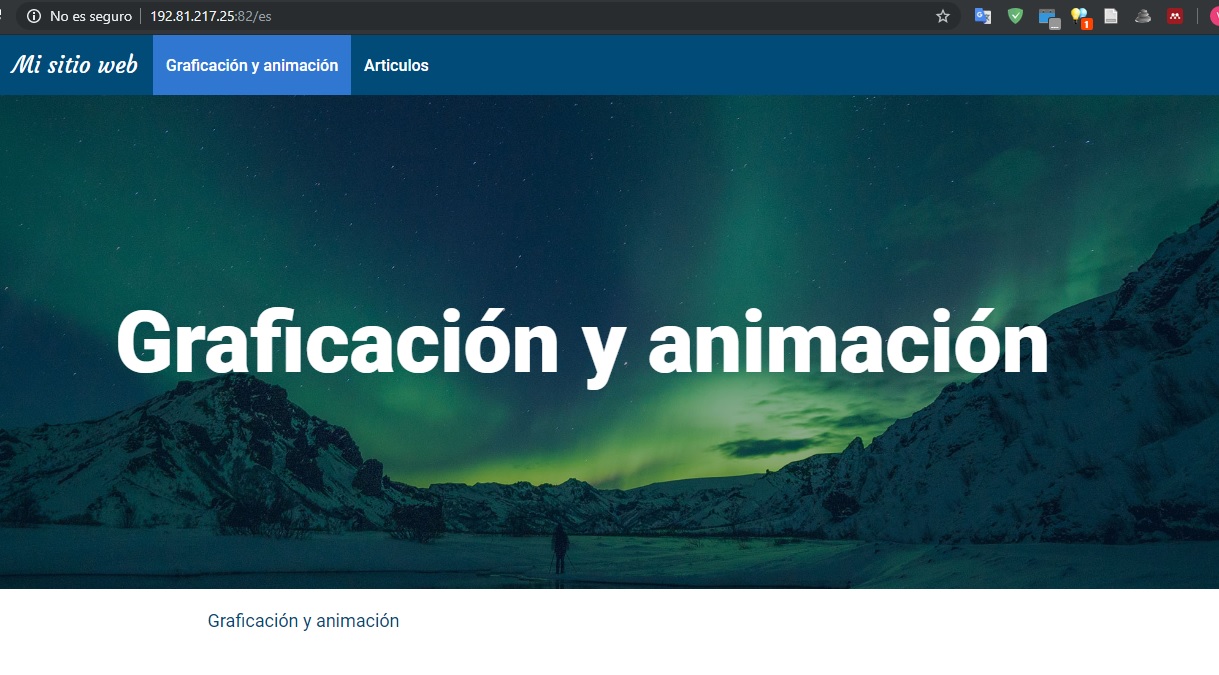 No es seguro 192.81.217.25:82/es
1
Mi sitio web Graficación y animación Articulos
Graficación y animación
Graficación y animación